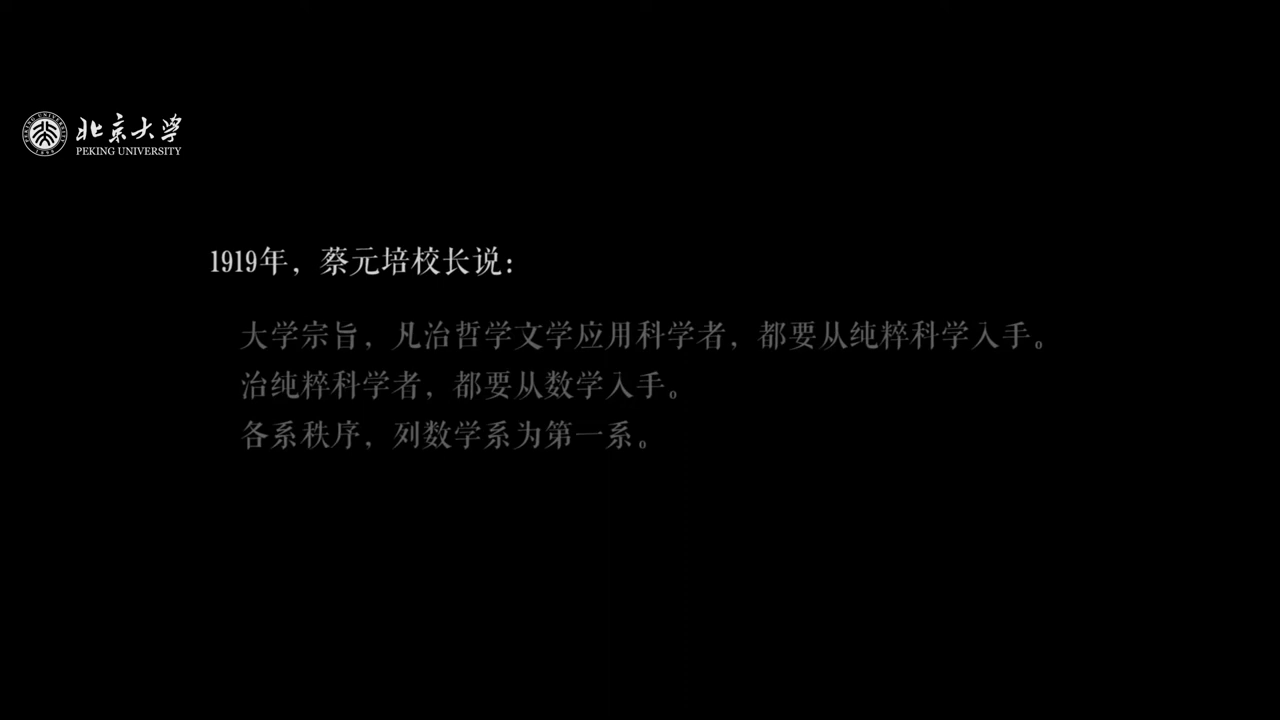 北京大学
PEKING UNIVERSITY
1919年，蔡元培校长说：
大学宗旨，凡治哲学文学应用科学者，都要从纯粹科学入手。
治纯粹科学者，都要从数学入手。
各系秩序，列数学系为第一系。